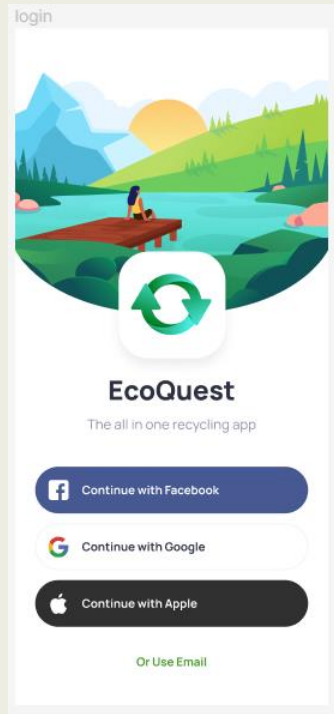 login
EcoQuest
The all in one recycling app
Continue with Facebook
Continue with Google
Continue with Apple
Or Use Email